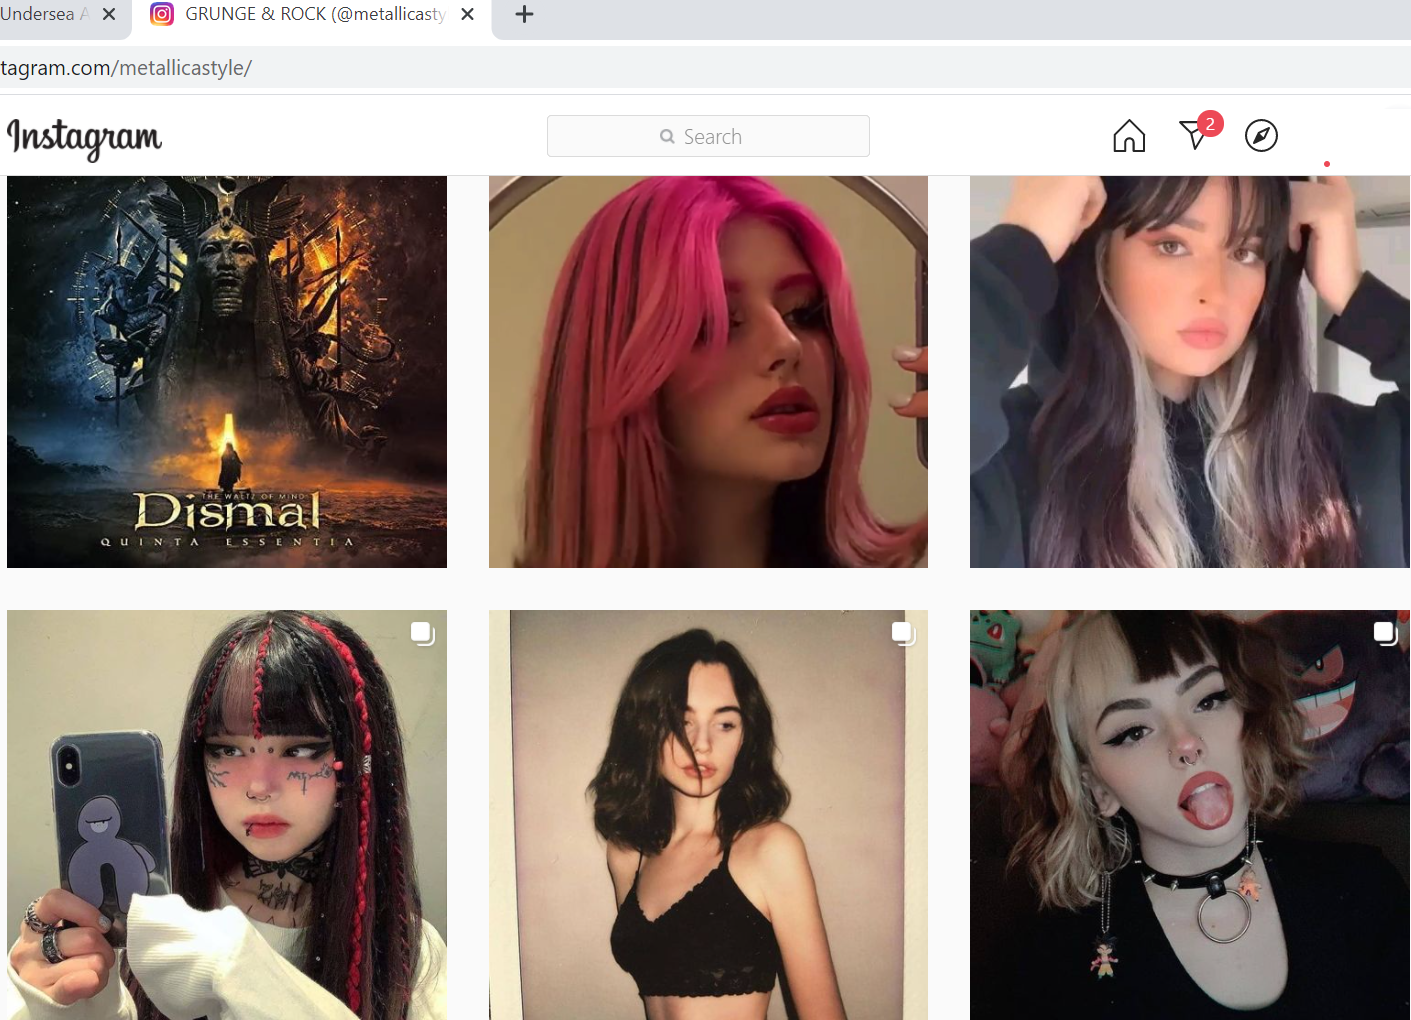 Undersea A
GRUNGE & ROCK (@metallicasty
tagram.com/metallicastyle/
Instagram
Search
2
THE WALTZ OF MIND
Dismal
QUINTA ESSENTIA